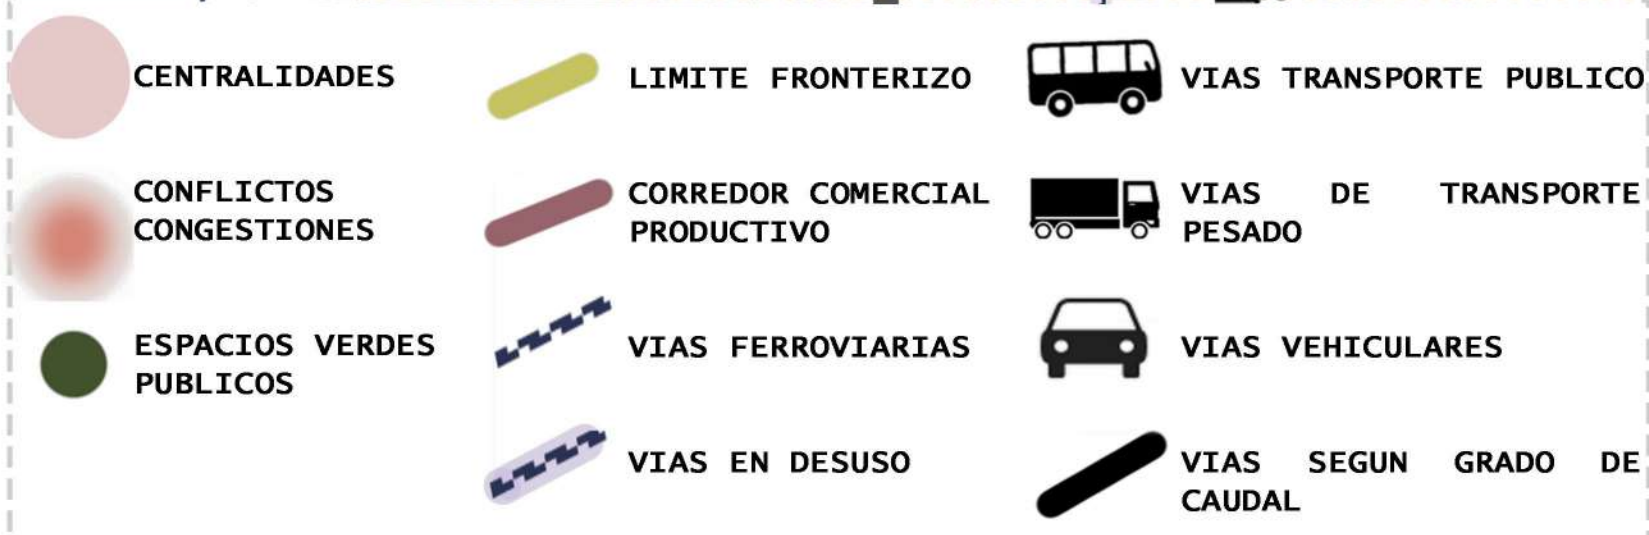 CENTRALIDADES
CONFLICTOS
CONGESTIONES
ESPACIOS VERDES
PUBLICOS
LIMITE FRONTERIZO
CORREDOR COMERCIAL
PRODUCTIVO
VIAS FERROVIARIAS
VIAS EN DESUSO
VIAS TRANSPORTE PUBLICO
VIAS DE TRANSPORTE
PESADO
VIAS VEHICULARES
VIAS SEGUN GRADO DE
CAUDAL